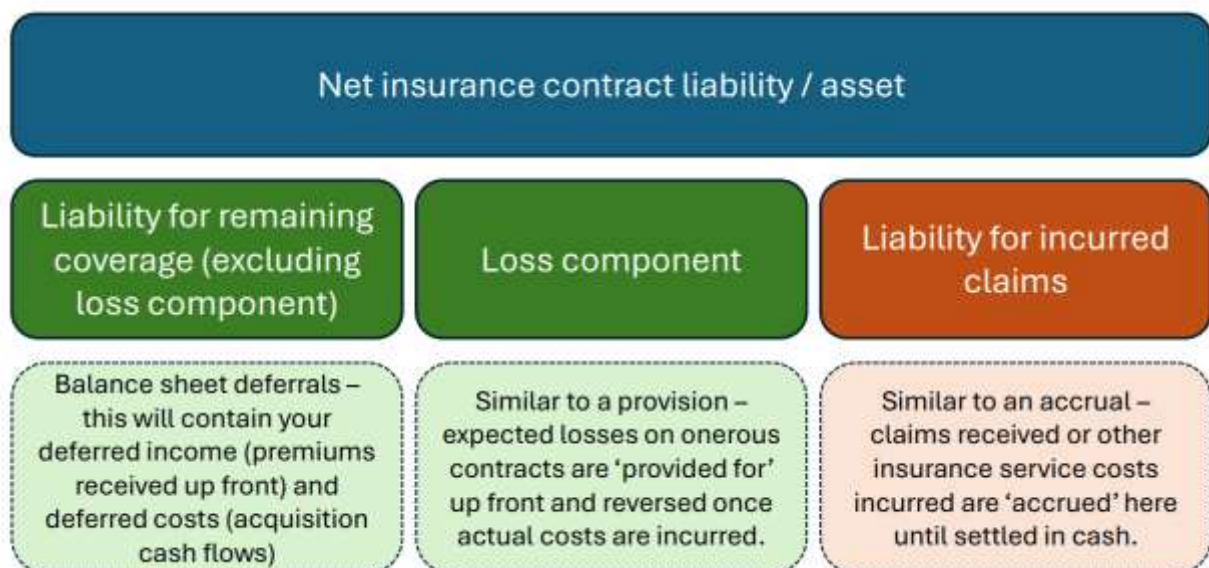 Net insurance contract liability / asset
Liability for remaining
coverage (excluding
loss component)
Loss component
Liability for incurred
claims
Balance sheet deferrals –
this will contain your
deferred income (premiums
received up front) and
deferred costs (acquisition
cash flows)
Similar to a provision –
expected losses on onerous
contracts are ‘provided for’
up front and reversed once
actual costs are incurred.
Similar to an accrual –
claims received or other
insurance service costs
incurred are ‘accrued’ here
until settled in cash.